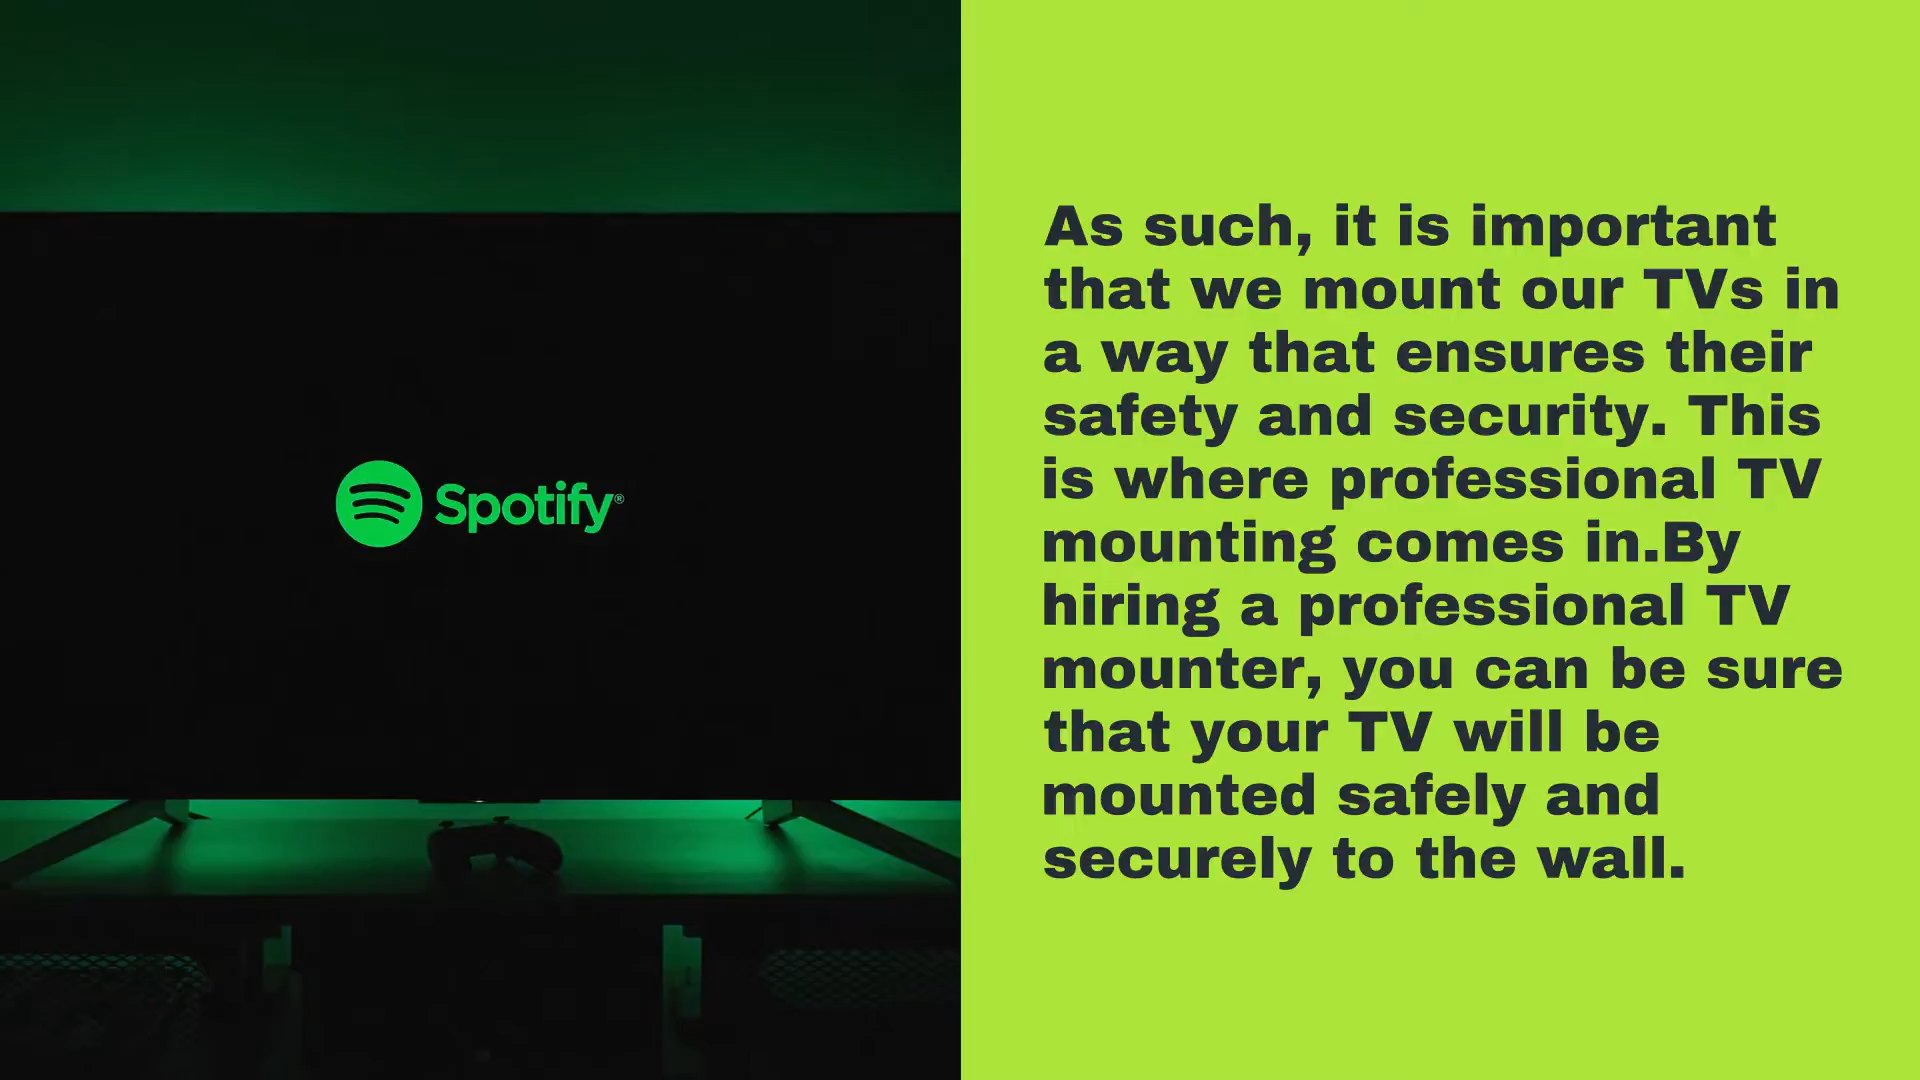 Spotify®
As such, it is important
that we mount our TVs in
a way that ensures their
safety and security. This
is where professional TV
mounting comes in.By
hiring a professional TV
mounter, you can be sure
that your TV will be
mounted safely and
securely to the wall.